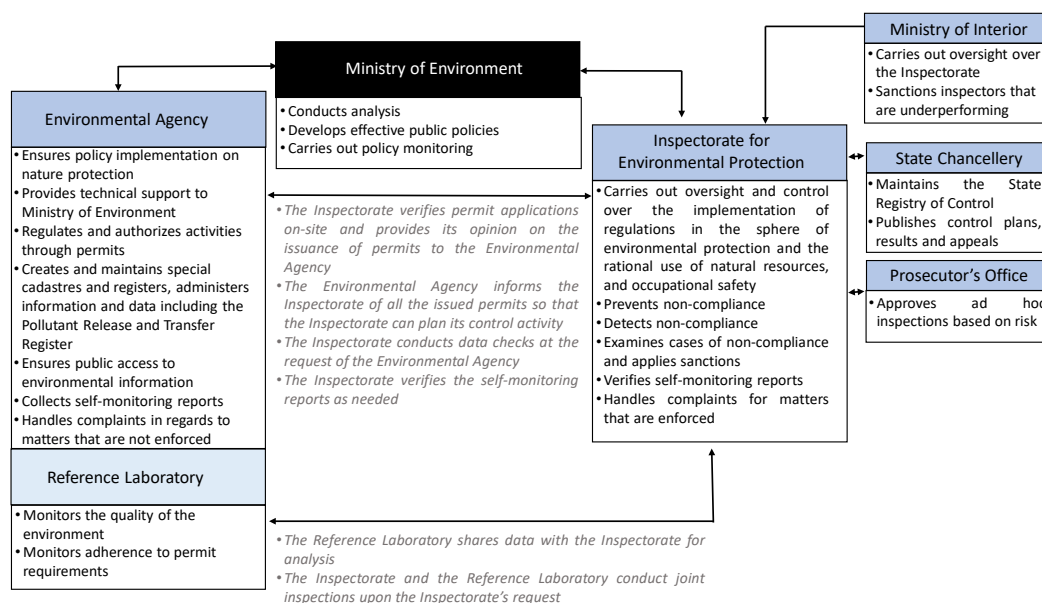 Ministry of Environment
• Conducts analysis
• Develops effective public policies
• Carries out policy monitoring
Environmental Agency
• Ensures policy implementation on
nature protection
• Provides technical support to
Ministry of Environment
• Regulates and authorizes activities
through permits
• Creates and maintains special
cadastres and registers, administers
information and data including the
Pollutant Release and Transfer
Register
• Ensures public access to
environmental information
• Collects self-monitoring reports
• Handles complaints in regards to
matters that are not enforced
Reference Laboratory
• Monitors the quality of the
environment
• Monitors adherence to permit
requirements
• The Inspectorate verifies permit applications
on-site and provides its opinion on the
issuance of permits to the Environmental
Agency
• The Environmental Agency informs the
Inspectorate of all the issued permits so that
the Inspectorate can plan its control activity
• The Inspectorate conducts data checks at the
request of the Environmental Agency
• The Inspectorate verifies the self-monitoring
reports as needed
• The Reference Laboratory shares data with the Inspectorate for
analysis
• The Inspectorate and the Reference Laboratory conduct joint
inspections upon the Inspectorate's request
Inspectorate for
Environmental Protection
• Carries out oversight and control
over the implementation of
regulations in the sphere of
environmental protection and the
rational use of natural resources,
and occupational safety
• Prevents non-compliance
• Detects non-compliance
• Examines cases of non-compliance
and applies sanctions
• Verifies self-monitoring reports
• Handles complaints for matters
that are enforced
Ministry of Interior
• Carries out oversight over
the Inspectorate
• Sanctions inspectors that
are underperforming
State Chancellery
• Maintains the State
Registry of Control
• Publishes control plans,
results and appeals
Prosecutor's Office
• Approves ad hoc
inspections based on risk